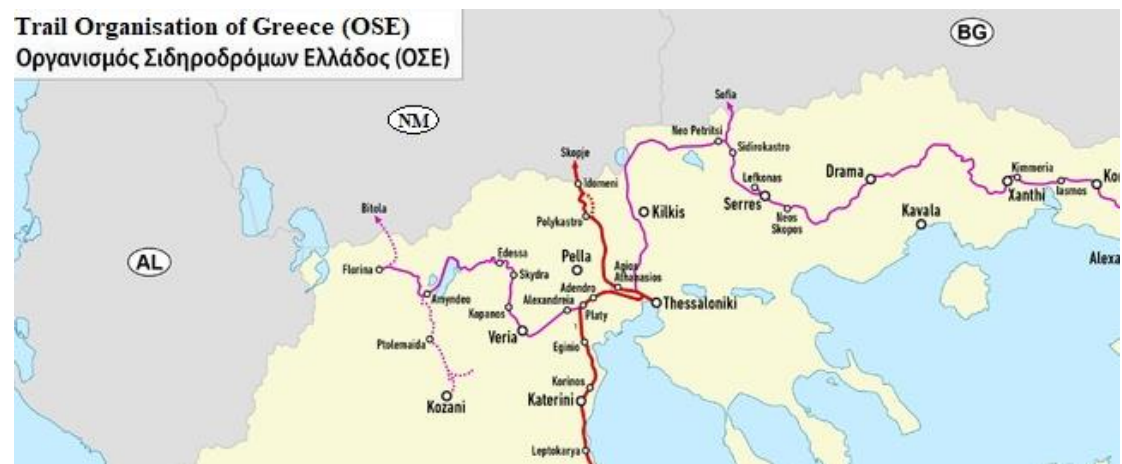 Trail Organisation of Greece (OSE)
Οργανισμός Σιδηροδρόμων Ελλάδος (ΟΣΕ)
BG
NM
AL
Sofia
Neo Petritsi
Sidirokastro
Skopje
Idomeni
Lefkonas
Drama
Kimmeria
Xanthi
Iasmos
Ko
Serres
Neos
Skopos
Kavala
Alexa
Bitola
Polykastro
Kilkis
Florina
Edessa
Skydra
Pella
Agios
Athanasios
Amyndeo
Kopanos
Alexandreia
Adendro
Platy
Thessaloniki
Veria
Ptolemaida
Eginio
Kozani
Korinos
Katerini
Leptokarya